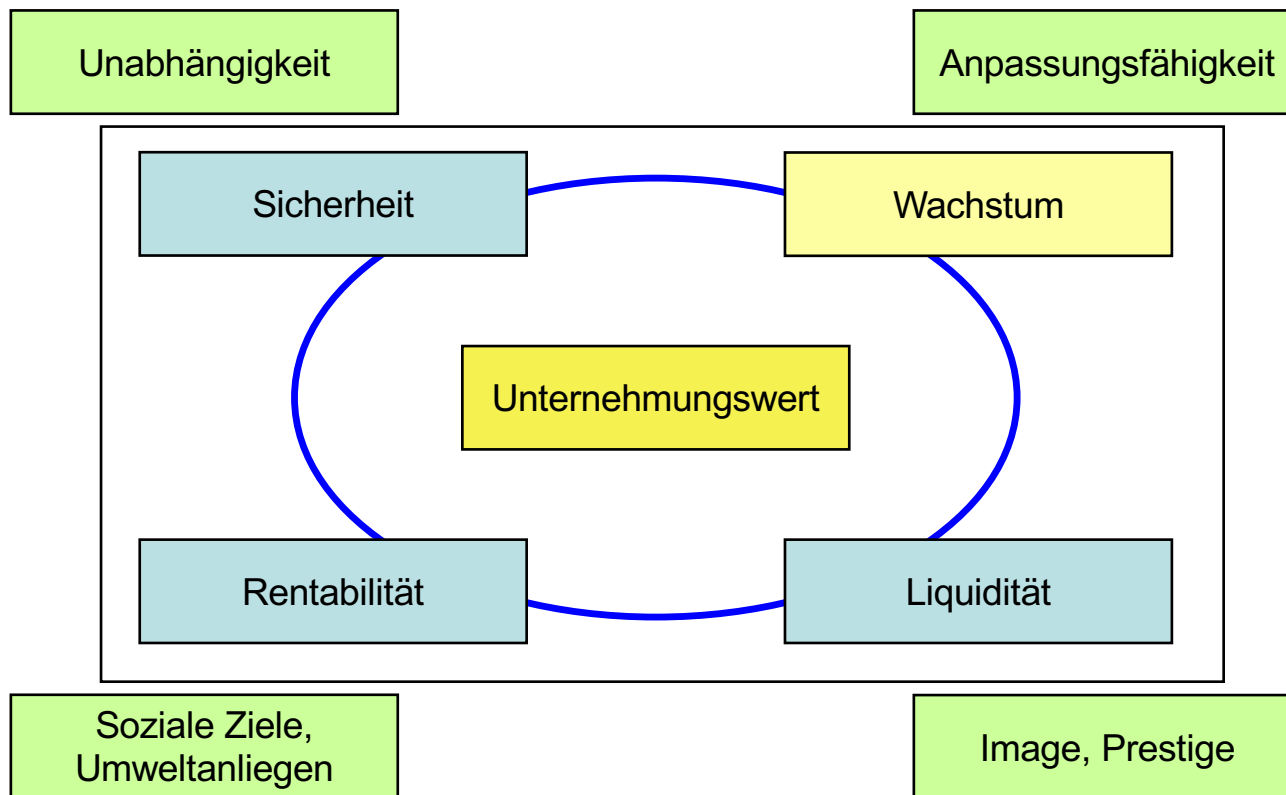 Unabhängigkeit
Anpassungsfähigkeit
Sicherheit
Wachstum
Unternehmungswert
Rentabilität
Liquidität
Soziale Ziele,
Umweltanliegen
Image, Prestige